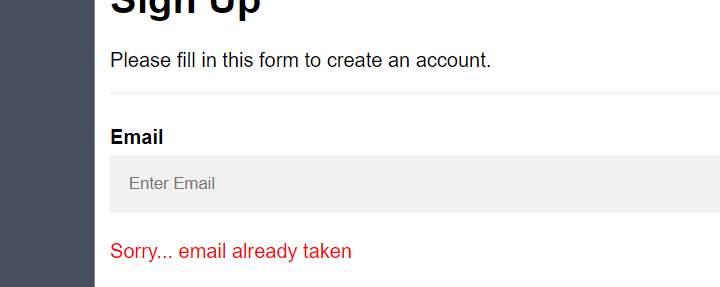 Sign Up
Please fill in this form to create an account.
Email
Enter Email
Sorry... email already taken